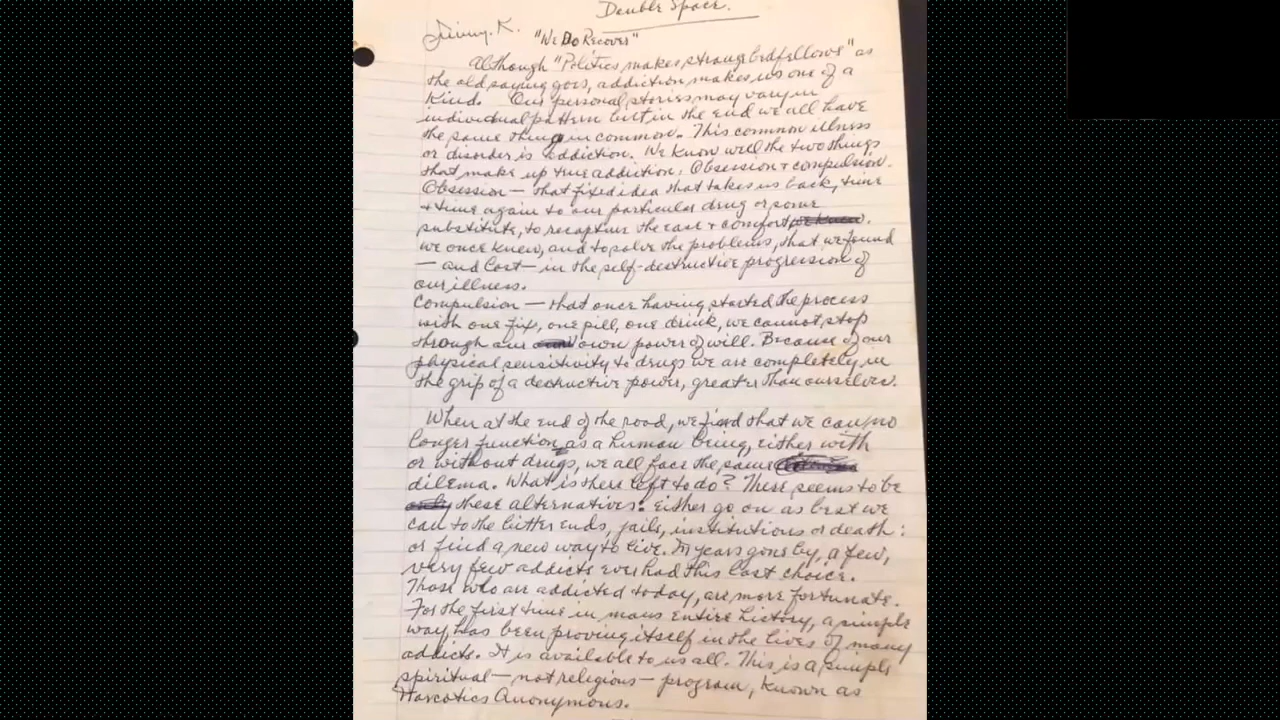 Double Space.
Jimmy. K.
"We Do Recover"
Although "Politics makes strange bedfellows" as
the old saying goes, addiction makes us one of a
Kind. Our personal stories may vary in
individual pattern but in the end we all have
the same thing in common. This common illness
or disorder is addiction. We know well the two things
that make up true addiction: Obsession + compulsion.
Obsession — that fixed idea that takes us back, time
+ time again to our particular drug or some
substitute, to recapture the ease + comfort we knew.
we once knew, and to solve the problems, that we found
— and Cost — in the self-destructive progression of
our illness.
Compulsion — that once having started the process
with one fix, one pill, one drink, we cannot stop
through our own power of will. Because of our
physical sensitivity to drugs we are completely in
the grip of a destructive power, greater than ourselves.
When at the end of the road, we find that we can no
longer function as a human being, either with
or without drugs, we all face the same
dilema. What is there left to do? There seems to be
only these alternatives: either go on as best we
can to the bitter ends, jails, institutions or death:
or find a new way to live. In years gone by, a few,
very few addicts ever had this last choice.
Those who are addicted today, are more fortunate.
For the first time in mans entire history, a simple
way has been proving itself in the lives of many
addicts. It is available to us all. This is a simple
spiritual — not religious — program, known as
Narcotics Anonymous.